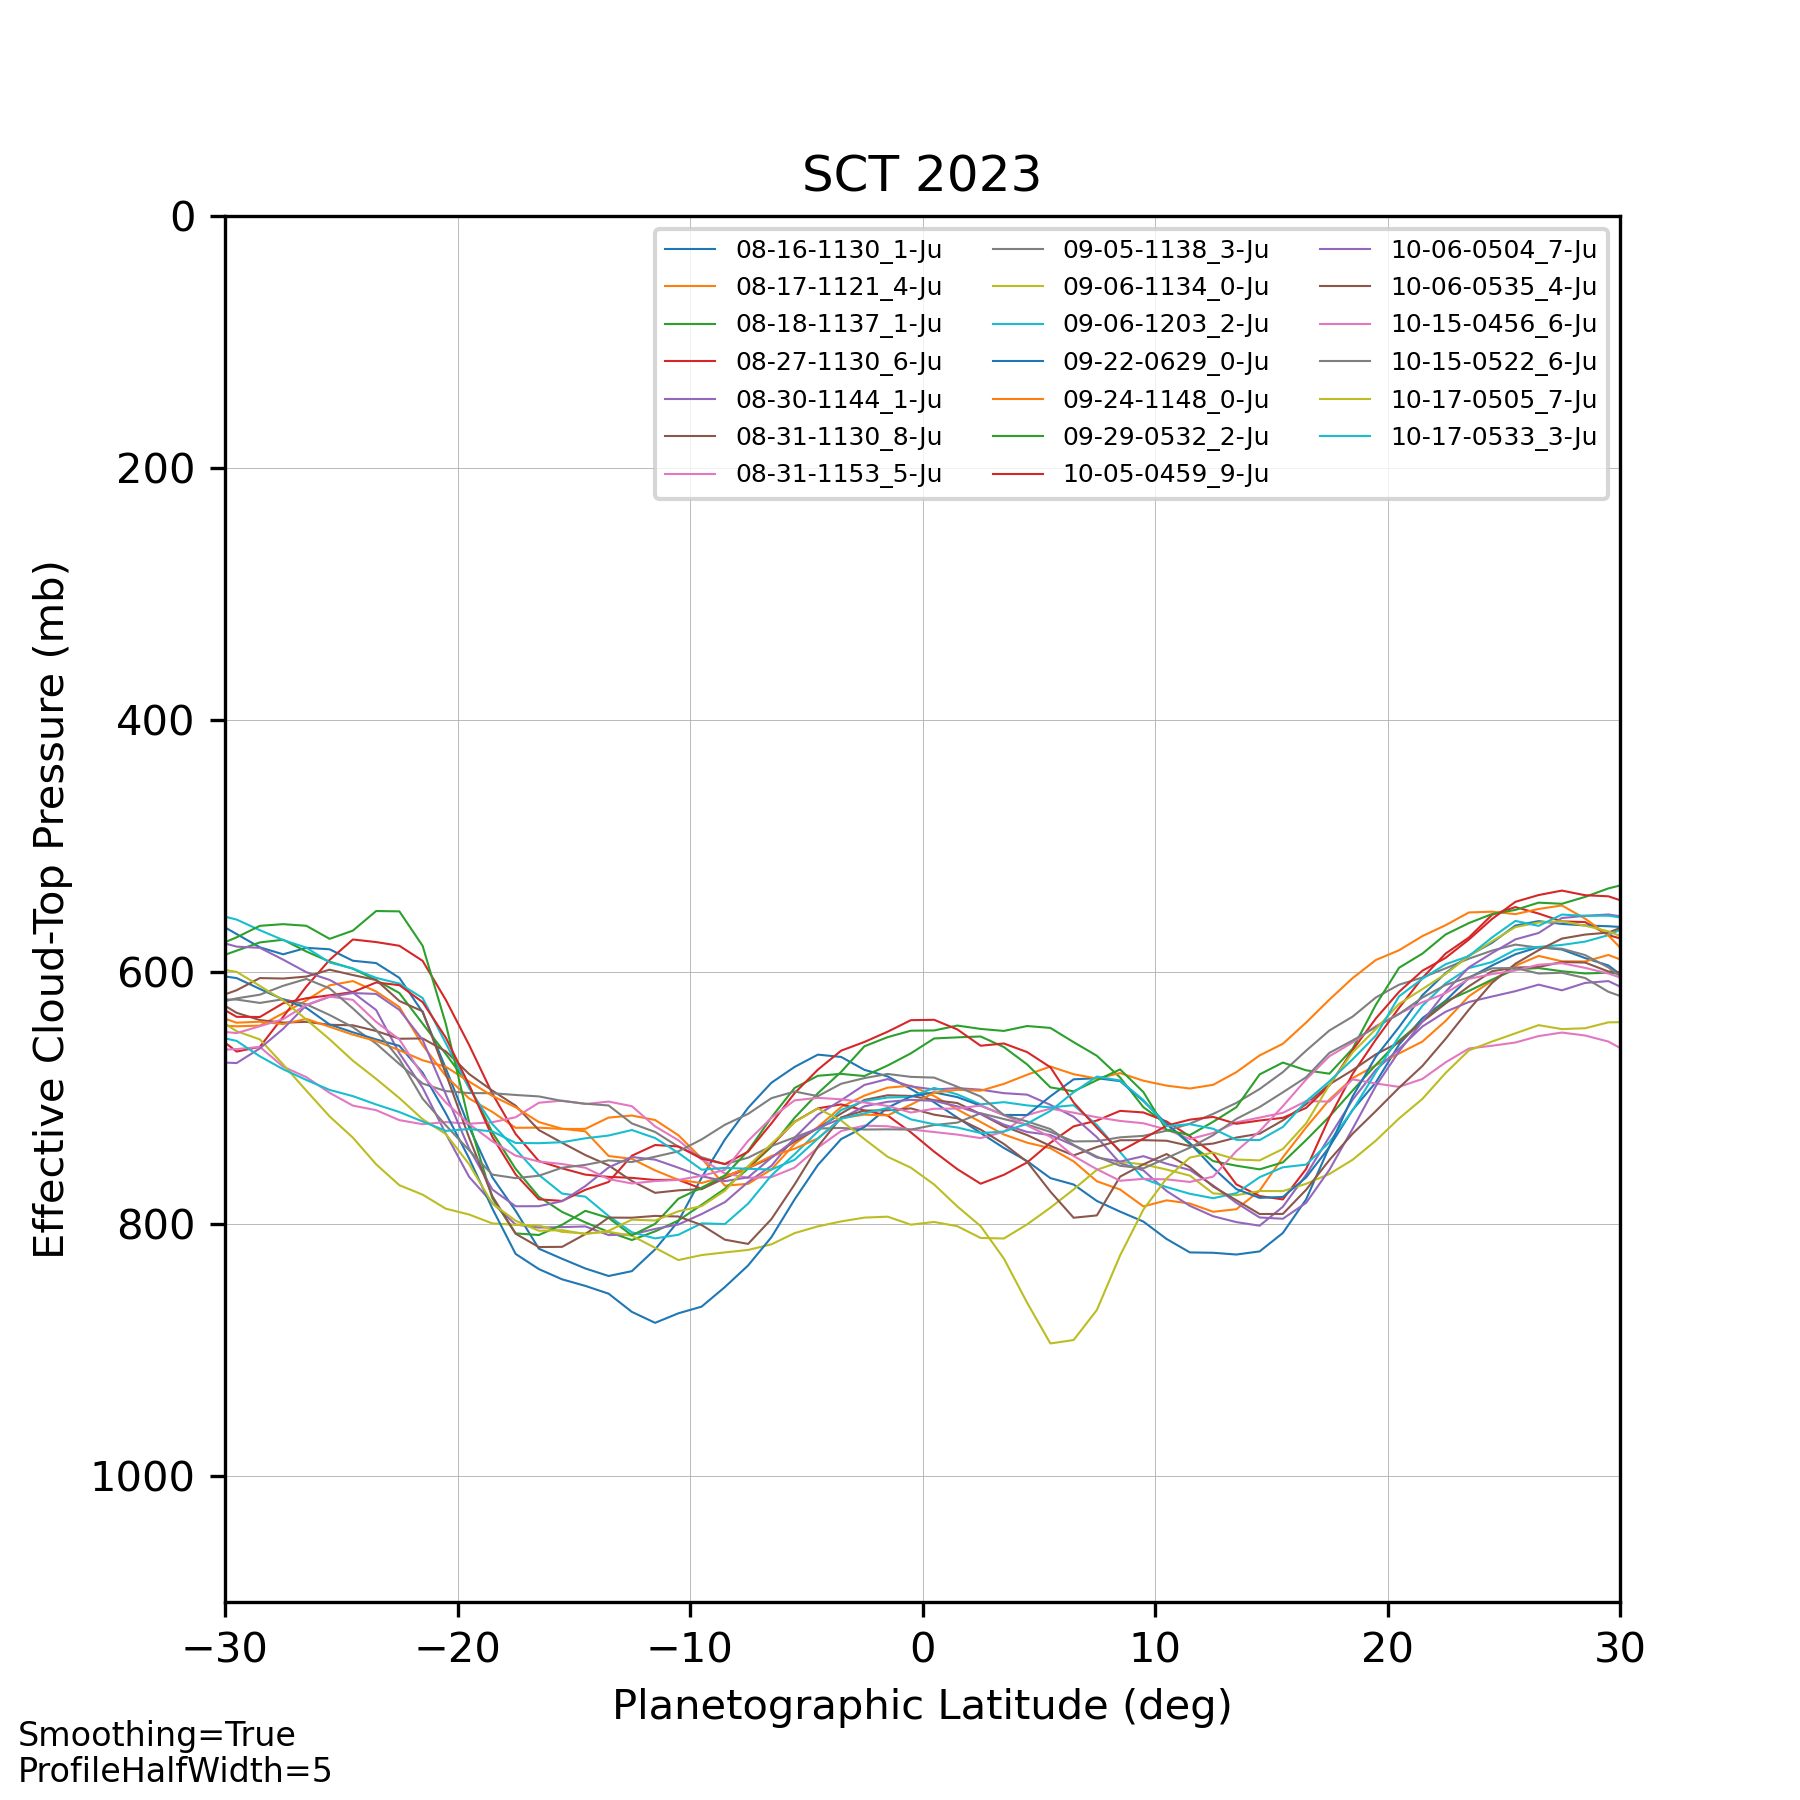 SCT 2023
0
200
400
600
800
1000
Effective Cloud-Top Pressure (mb)
08-16-1130_1-Ju
08-17-1121_4-Ju
08-18-1137_1-Ju
08-27-1130_6-Ju
08-30-1144_1-Ju
08-31-1130_8-Ju
08-31-1153_5-Ju
09-05-1138_3-Ju
09-06-1134_0-Ju
09-06-1203_2-Ju
09-22-0629_0-Ju
09-24-1148_0-Ju
09-29-0532_2-Ju
10-05-0459_9-Ju
10-06-0504_7-Ju
10-06-0535_4-Ju
10-15-0456_6-Ju
10-15-0522_6-Ju
10-17-0505_7-Ju
10-17-0533_3-Ju
−30 −20 −10 0 10 20 30
Planetographic Latitude (deg)
Smoothing=True
ProfileHalfWidth=5